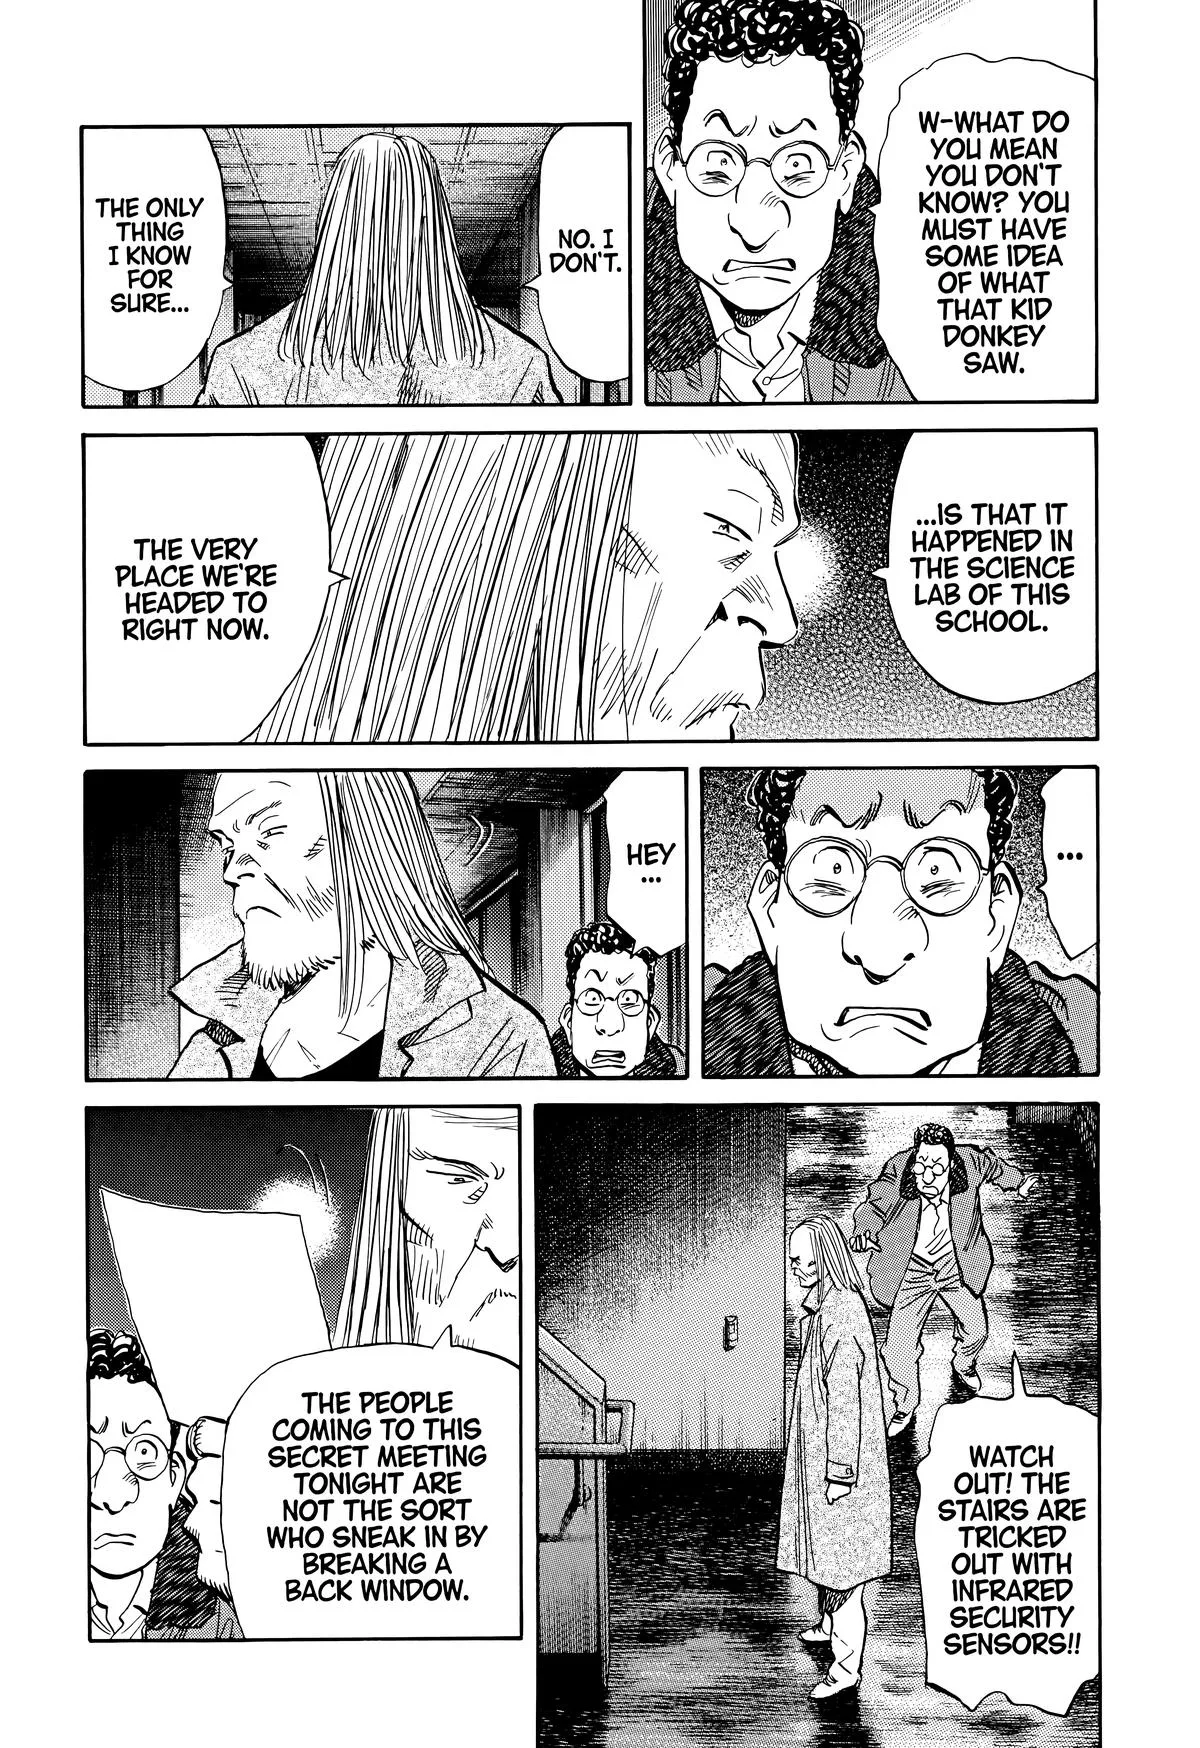 W-WHAT DO
YOU MEAN
YOU DON'T
KNOW? YOU
MUST HAVE
SOME IDEA
OF WHAT
THAT KID
DONKEY
SAW.
NO. I
DON'T.
THE ONLY
THING
I KNOW
FOR
SURE...
...IS THAT IT
HAPPENED IN
THE SCIENCE
LAB OF THIS
SCHOOL.
THE VERY
PLACE WE'RE
HEADED TO
RIGHT NOW.
...
HEY
...
WATCH
OUT! THE
STAIRS ARE
TRICKED
OUT WITH
INFRARED
SECURITY
SENSORS!!
THE PEOPLE
COMING TO THIS
SECRET MEETING
TONIGHT ARE
NOT THE SORT
WHO SNEAK IN BY
BREAKING A
BACK WINDOW.